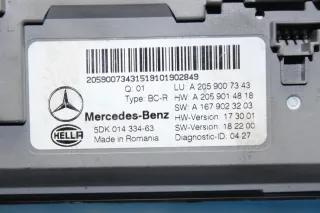 20590073431519101902849
Q: 01 LU: A 205 900 73 43
Type: BC-R HW: A 205 901 48 18
SW: A 167 902 32 03
Mercedes-Benz HW-Version: 17 30 01
HELLA 5DK 014 334-63 SW-Version: 18 22 00
Made in Romania Diagnostic-ID: 04 27